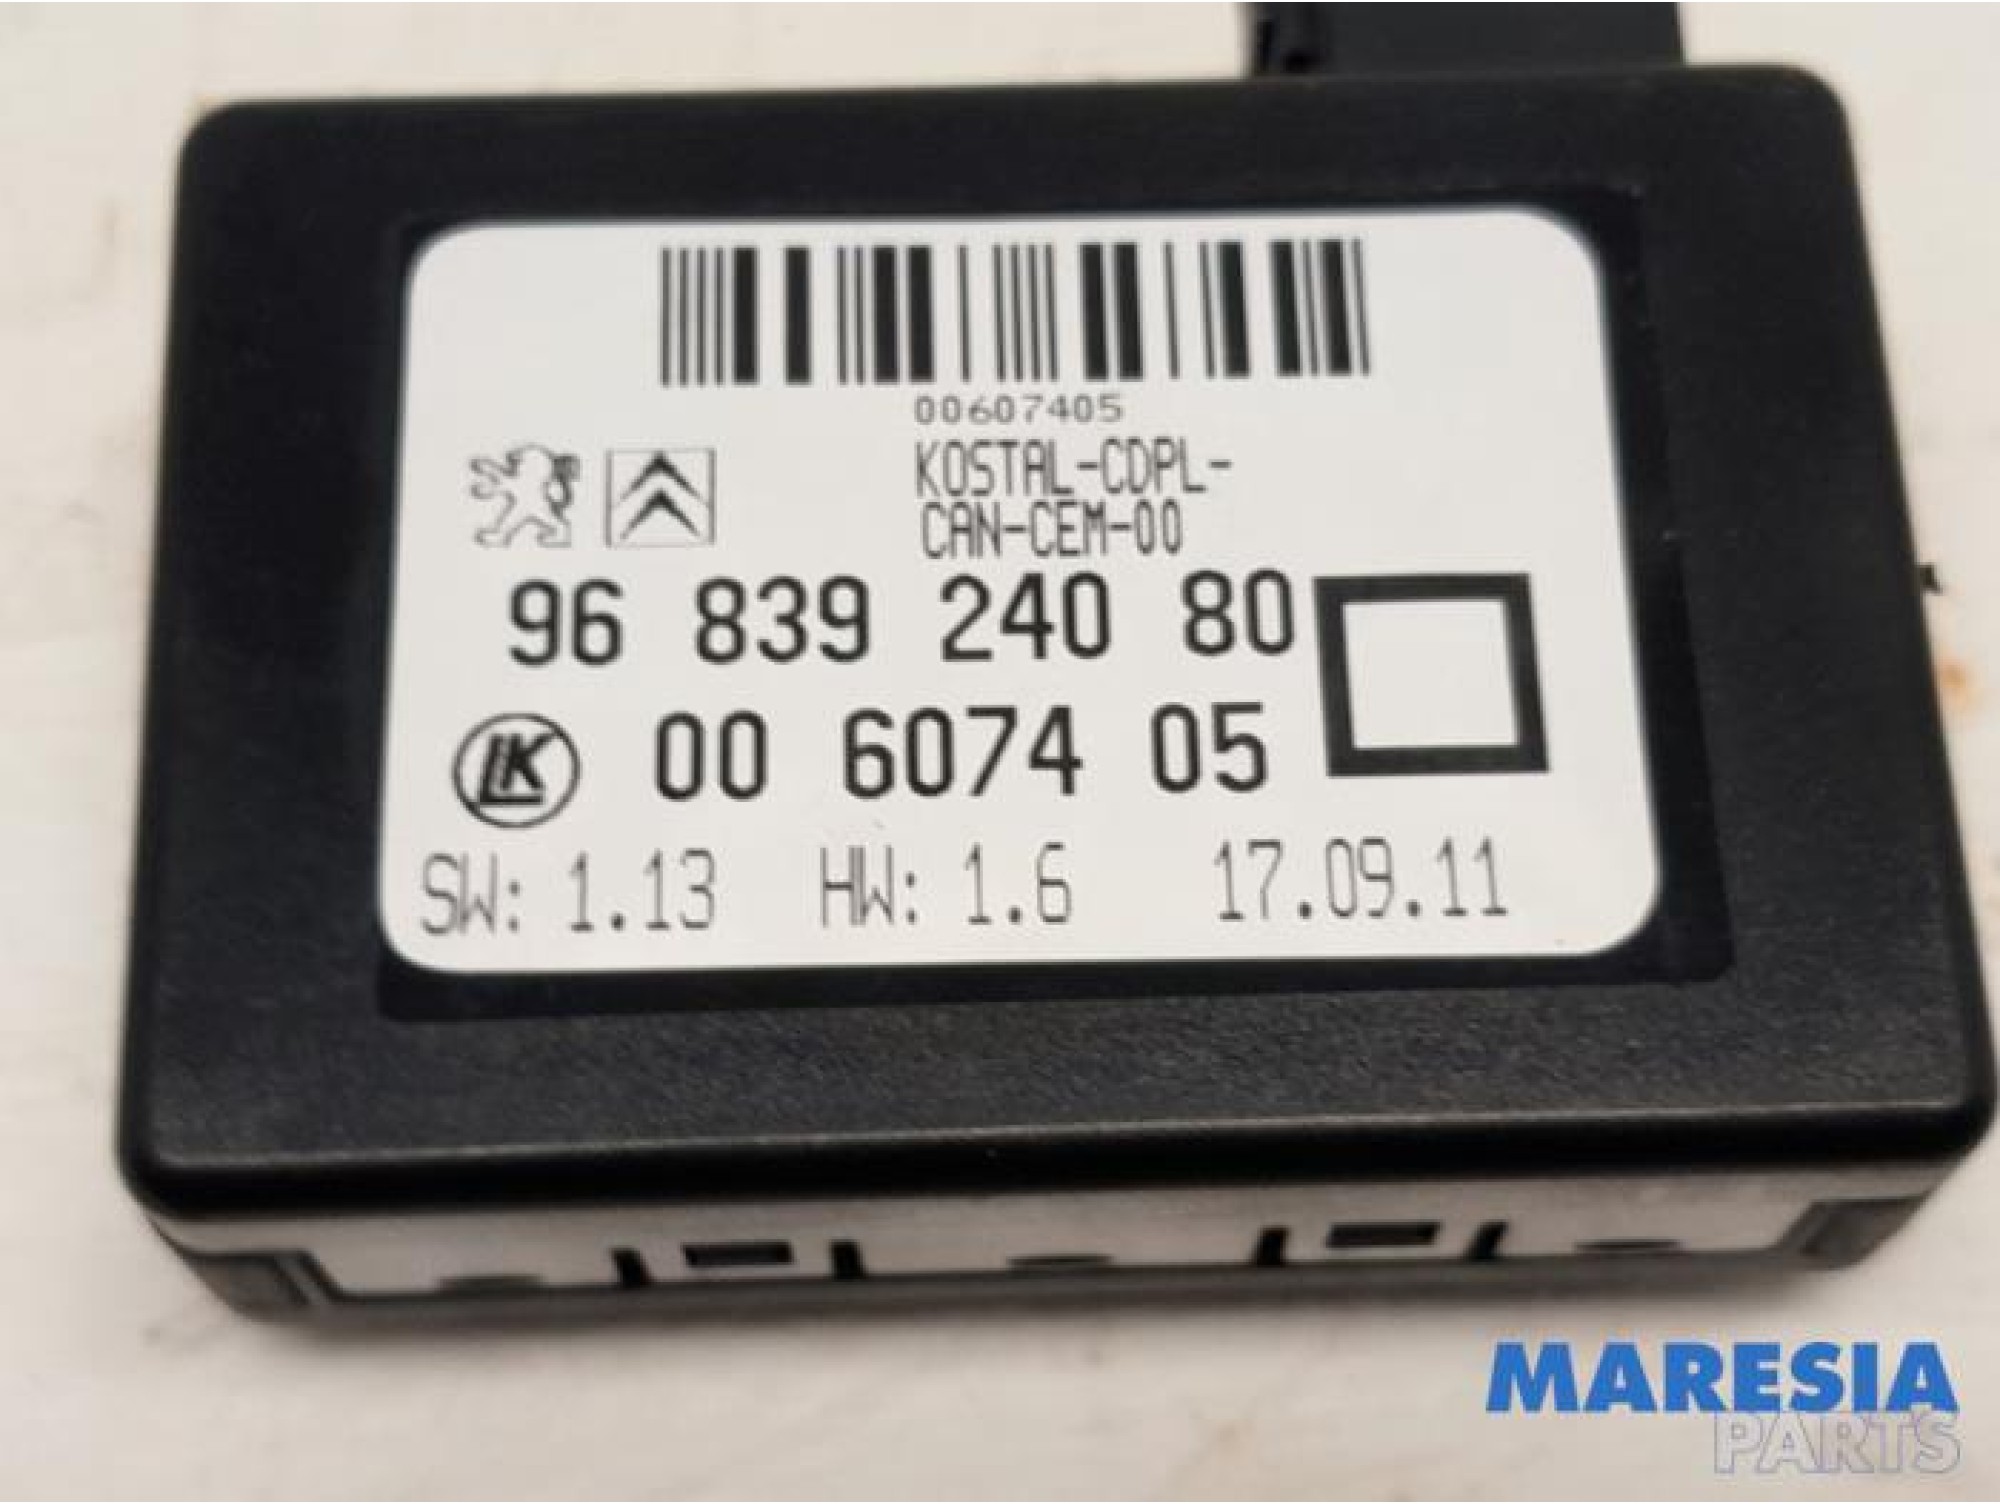 00607405
KOSTAL-CDPL-
CAN-CEM-00
96 839 240 80
LK 00 6074 05
SW: 1.13 HW: 1.6 17.09.11
MARESIA
PARTS